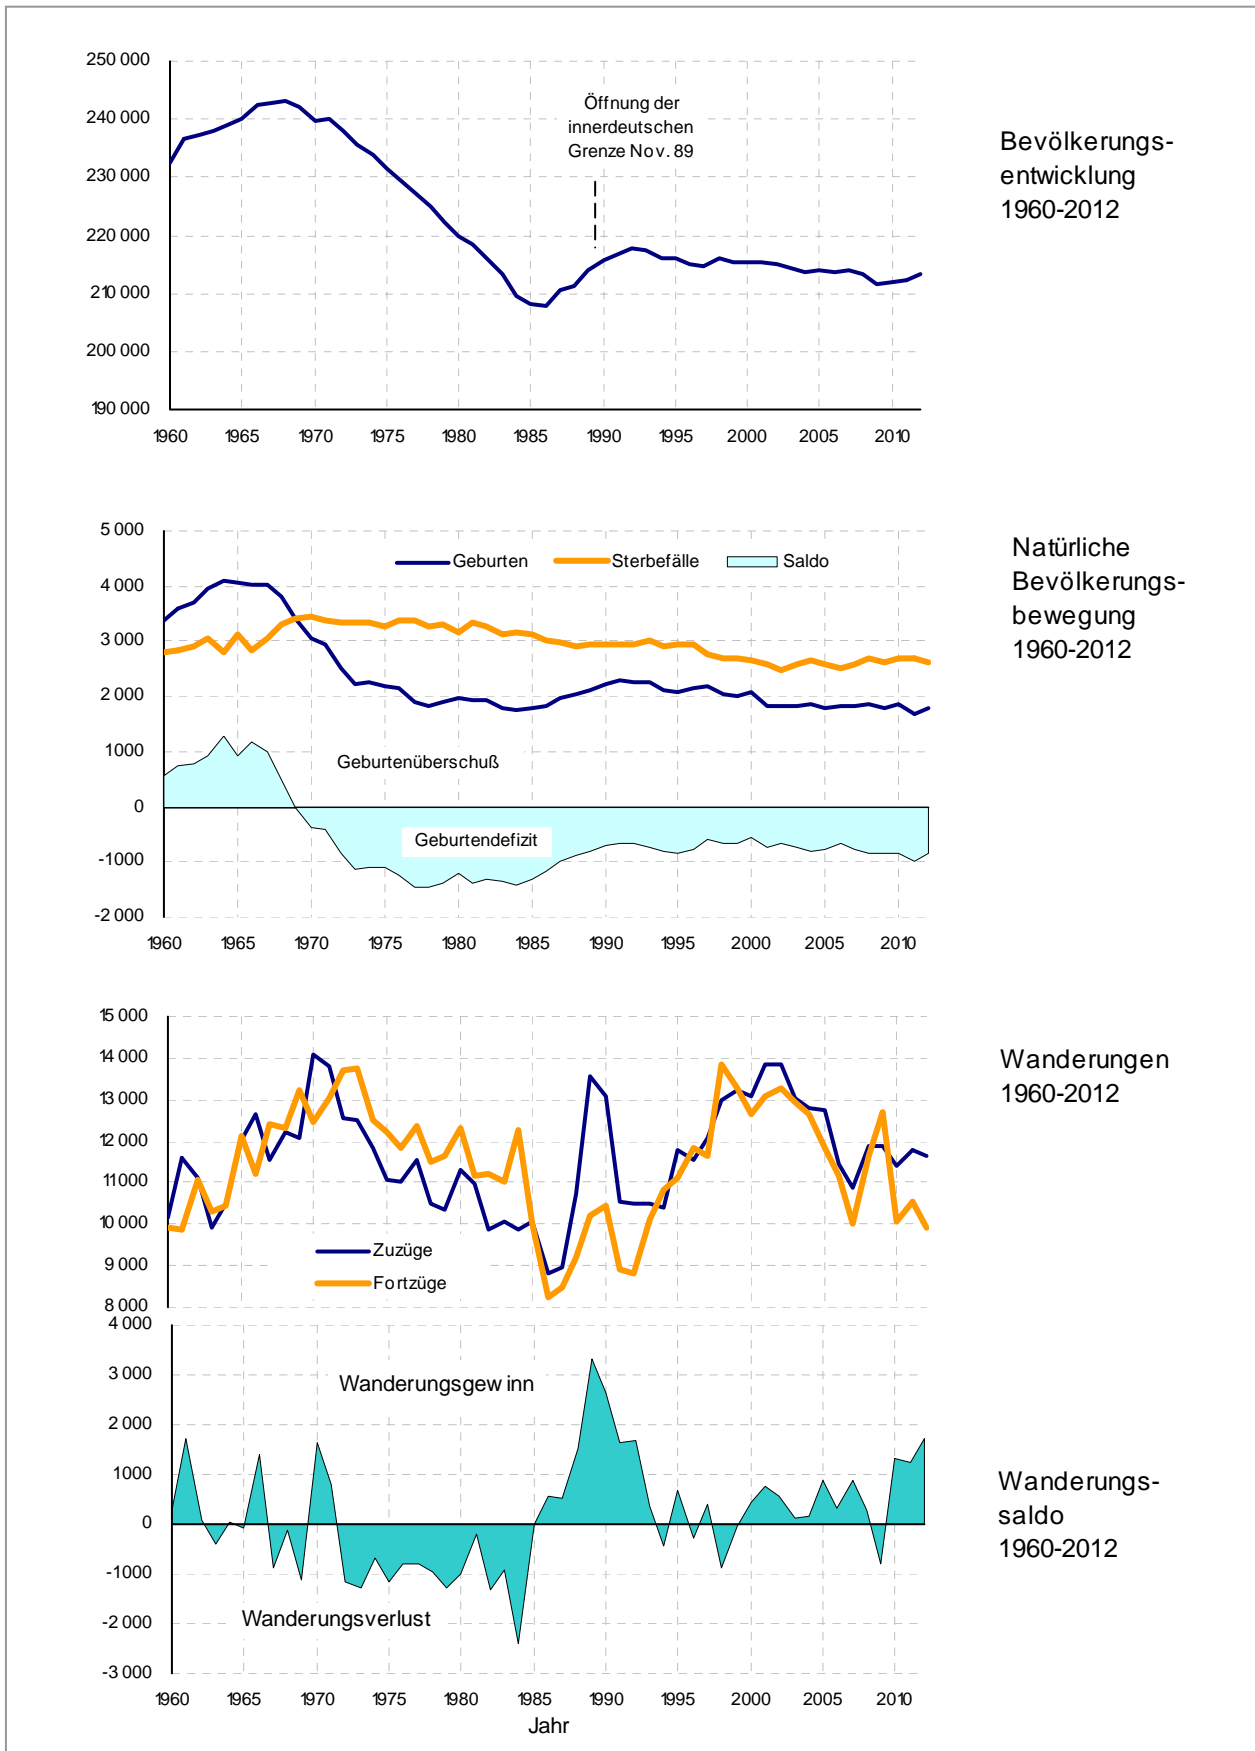 250 000
240 000
230 000
220 000
210 000
200 000
190 000
Öffnung der
innerdeutschen
Grenze Nov. 89
1960 1965 1970 1975 1980 1985 1990 1995 2000 2005 2010
Bevölkerungs-
entwicklung
1960-2012
5 000
4 000
3 000
2 000
1000
0
-1000
-2 000
Geburten Sterbefälle Saldo
Geburtenüberschuß
Geburtendefizit
1960 1965 1970 1975 1980 1985 1990 1995 2000 2005 2010
Natürliche
Bevölkerungs-
bewegung
1960-2012
15 000
14 000
13 000
12 000
11 000
10 000
9 000
8 000
Zuzüge
Fortzüge
Wanderungen
1960-2012
4 000
3 000
2 000
1000
0
-1000
-2 000
-3 000
Wanderungsgewinn
Wanderungsverlust
1960 1965 1970 1975 1980 1985 1990 1995 2000 2005 2010
Jahr
Wanderungs-
saldo
1960-2012